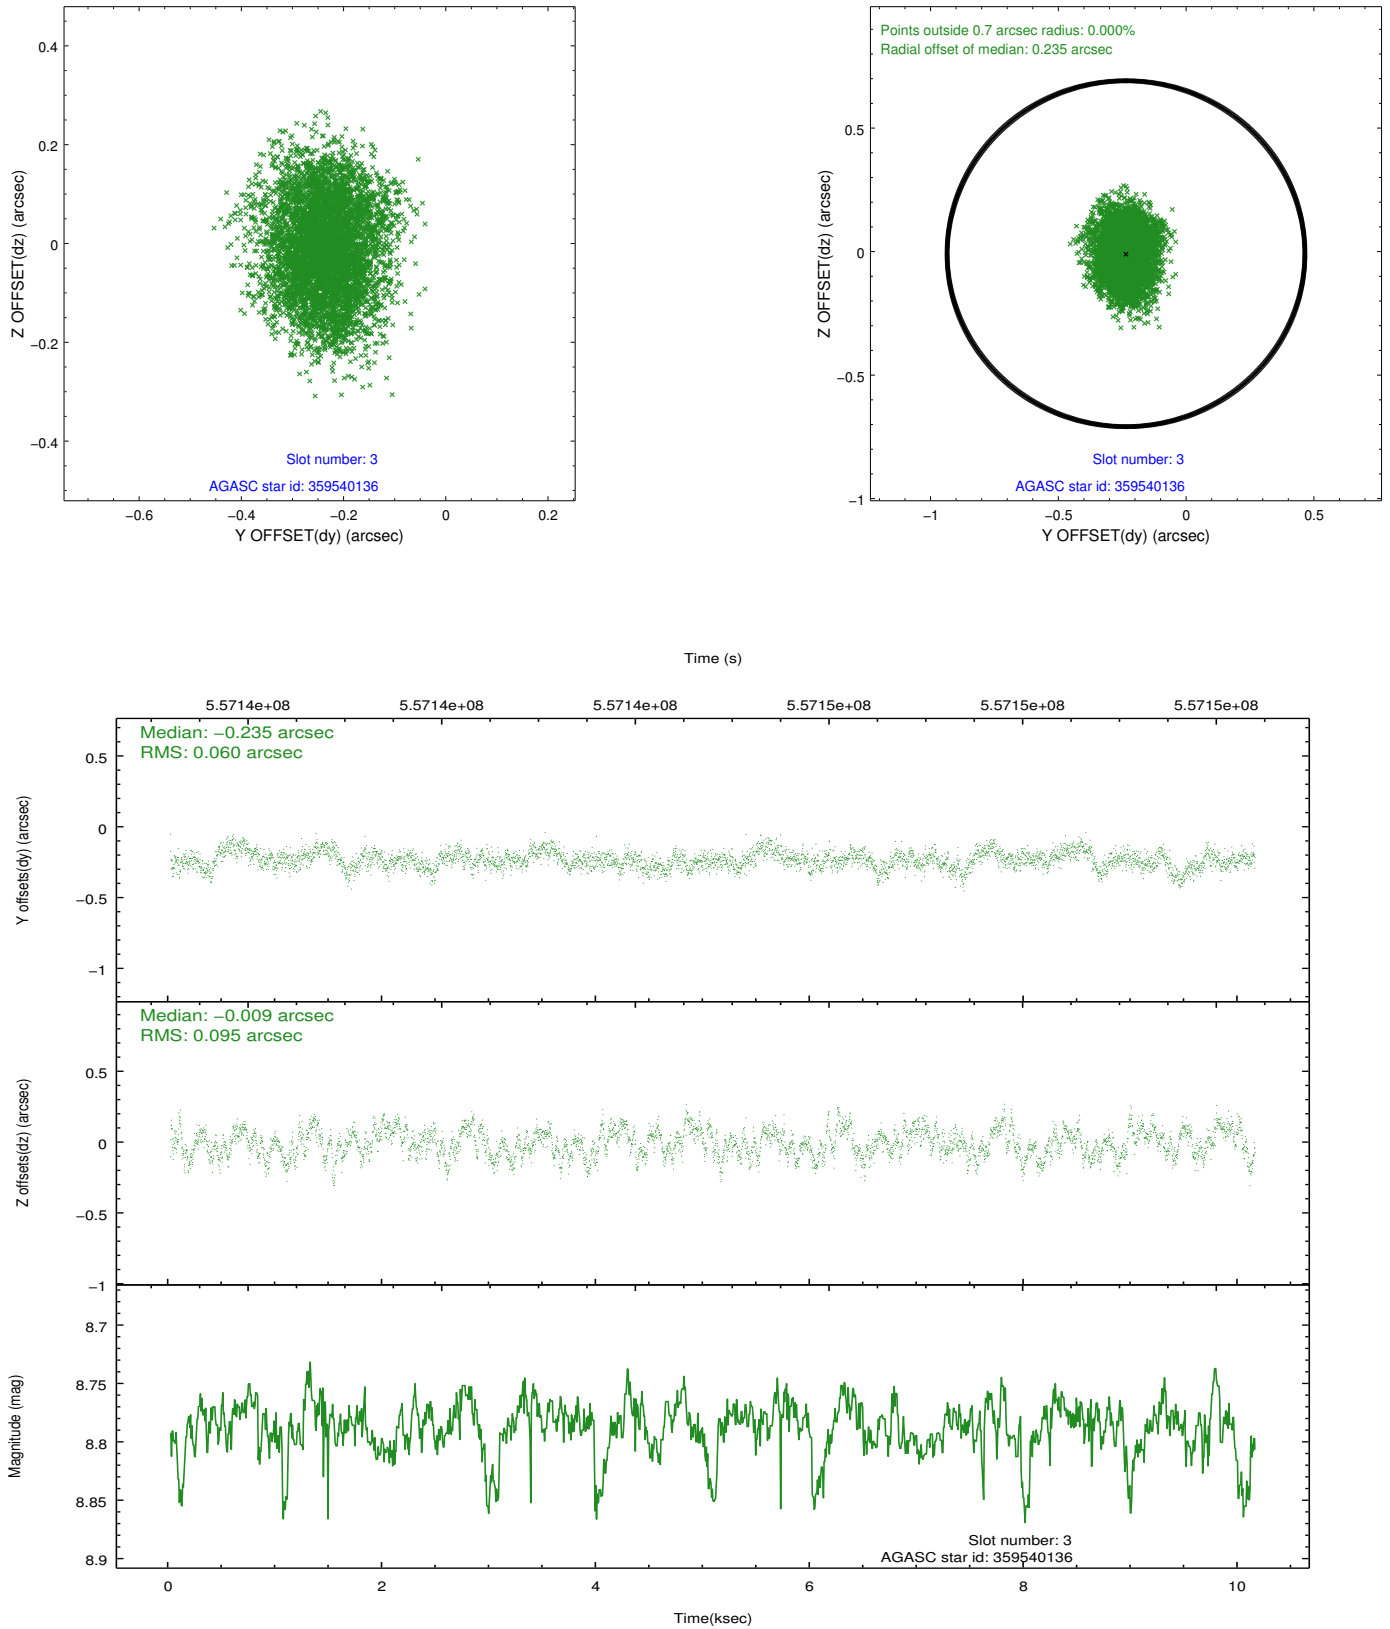 0.4
0.2
0
−0.2
−0.4
Z OFFSET(dz) (arcsec)
Slot number: 3
AGASC star id: 359540136
−0.6
−0.4
−0.2
0
0.2
Y OFFSET(dy) (arcsec)
Points outside 0.7 arcsec radius: 0.000%
Radial offset of median: 0.235 arcsec
0.5
0
−0.5
−1
Z OFFSET(dz) (arcsec)
Slot number: 3
AGASC star id: 359540136
−1
−0.5
0
0.5
Y OFFSET(dy) (arcsec)
Time (s)
5.5714e+08
5.5714e+08
5.5714e+08
5.5715e+08
5.5715e+08
5.5715e+08
Median: −0.235 arcsec
RMS: 0.060 arcsec
0.5
0
−0.5
−1
Y offsets(dy) (arcsec)
Median: −0.009 arcsec
RMS: 0.095 arcsec
0.5
0
−0.5
−1
Z offsets(dz) (arcsec)
8.7
8.75
8.8
8.85
8.9
Magnitude (mag)
Slot number: 3
AGASC star id: 359540136
0
2
4
6
8
10
Time(ksec)